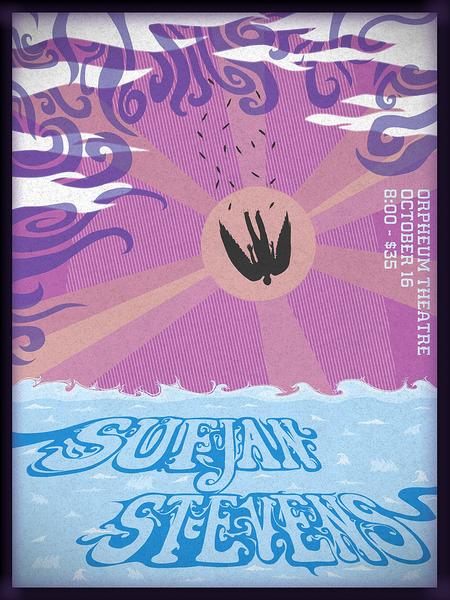 ORPHEUM THEATRE
OCTOBER 16
8:00 - $35
SUFJAN
STEVENS